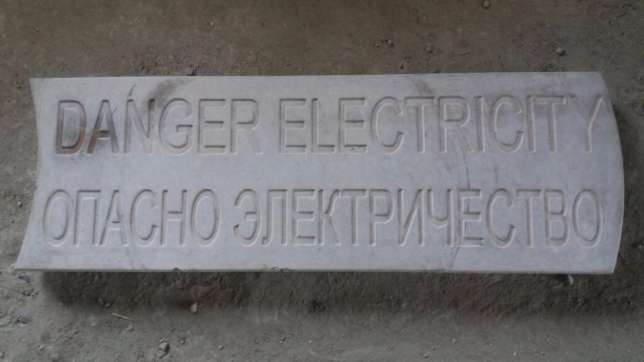 DANGER ELECTRICITY
ОПАСНО ЭЛЕКТРИЧЕСТВО